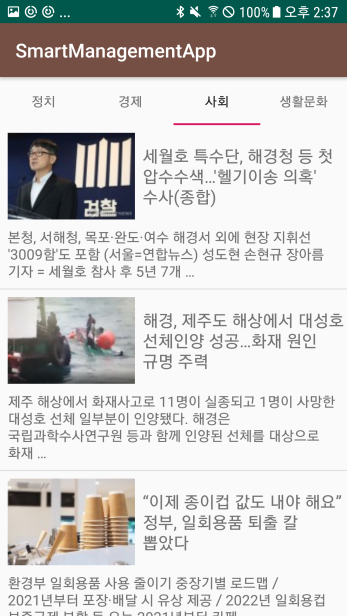 100% 오후 2:37
SmartManagementApp
정치 경제 사회 생활문화
세월호 특수단, 해경청 등 첫
압수수색…'헬기이송 의혹'
수사(종합)
검찰
본청, 서해청, 목포·완도·여수 해경서 외에 현장 지휘선
'3009함'도 포함 (서울=연합뉴스) 성도현 손현규 장아름
기자 = 세월호 참사 후 5년 7개 …
해경, 제주도 해상에서 대성호
선체인양 성공…화재 원인
규명 주력
제주 해상에서 화재사고로 11명이 실종되고 1명이 사망한
대성호 선체 일부분이 인양됐다. 해경은
국립과학수사연구원 등과 함께 인양된 선체를 대상으로
화재 …
“이제 종이컵 값도 내야 해요”
정부, 일회용품 퇴출 칼
뽑았다
환경부 일회용품 사용 줄이기 중장기별 로드맵 /
2021년부터 포장·배달 시 유상 제공 / 2022년 일회용컵